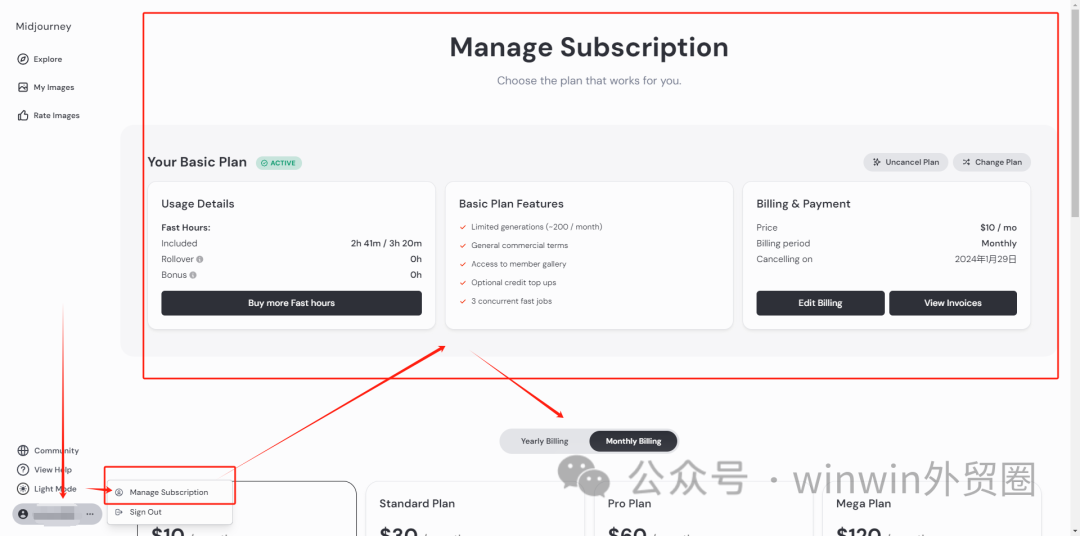 Midjourney
Explore
My Images
Rate Images
Manage Subscription
Choose the plan that works for you.
Your Basic Plan
ACTIVE
Uncancel Plan
Change Plan
Usage Details
Fast Hours:
Included 2h 41m / 3h 20m
Rollover 0h
Bonus 0h
Buy more Fast hours
Basic Plan Features
Limited generations (~200 / month)
General commercial terms
Access to member gallery
Optional credit top ups
3 concurrent fast jobs
Billing & Payment
Price $10 / mo
Billing period Monthly
Cancelling on 2024年1月29日
Edit Billing
View Invoices
Yearly Billing
Monthly Billing
Community
View Help
Light Mode
Manage Subscription
Sign Out
Standard Plan
Pro Plan
Mega Plan
$10
$30
$60
$120
公众号 · winwin外贸圈